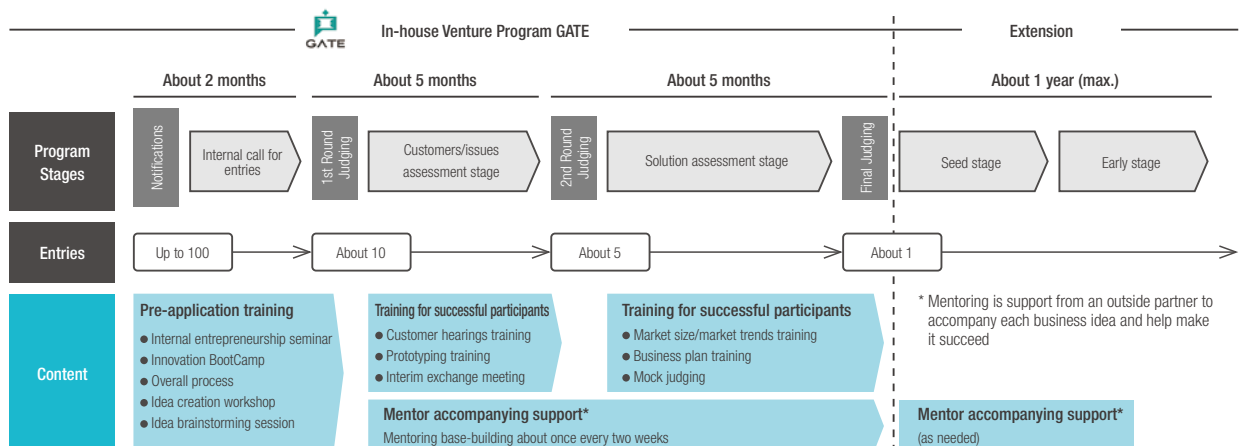 GATE
In-house Venture Program GATE
Extension
About 2 months
About 5 months
About 5 months
About 1 year (max.)
Program
Stages
Notifications
Internal call for
entries
1st Round
Judging
Customers/issues
assessment stage
2nd Round
Judging
Solution assessment stage
Final Judging
Seed stage
Early stage
Entries
Up to 100
About 10
About 5
About 1
Content
Pre-application training
● Internal entrepreneurship seminar
● Innovation BootCamp
● Overall process
● Idea creation workshop
● Idea brainstorming session
Training for successful participants
● Customer hearings training
● Prototyping training
● Interim exchange meeting
Training for successful participants
● Market size/market trends training
● Business plan training
● Mock judging
* Mentoring is support from an outside partner to
accompany each business idea and help make
it succeed
Mentor accompanying support*
Mentoring base-building about once every two weeks
Mentor accompanying support*
(as needed)